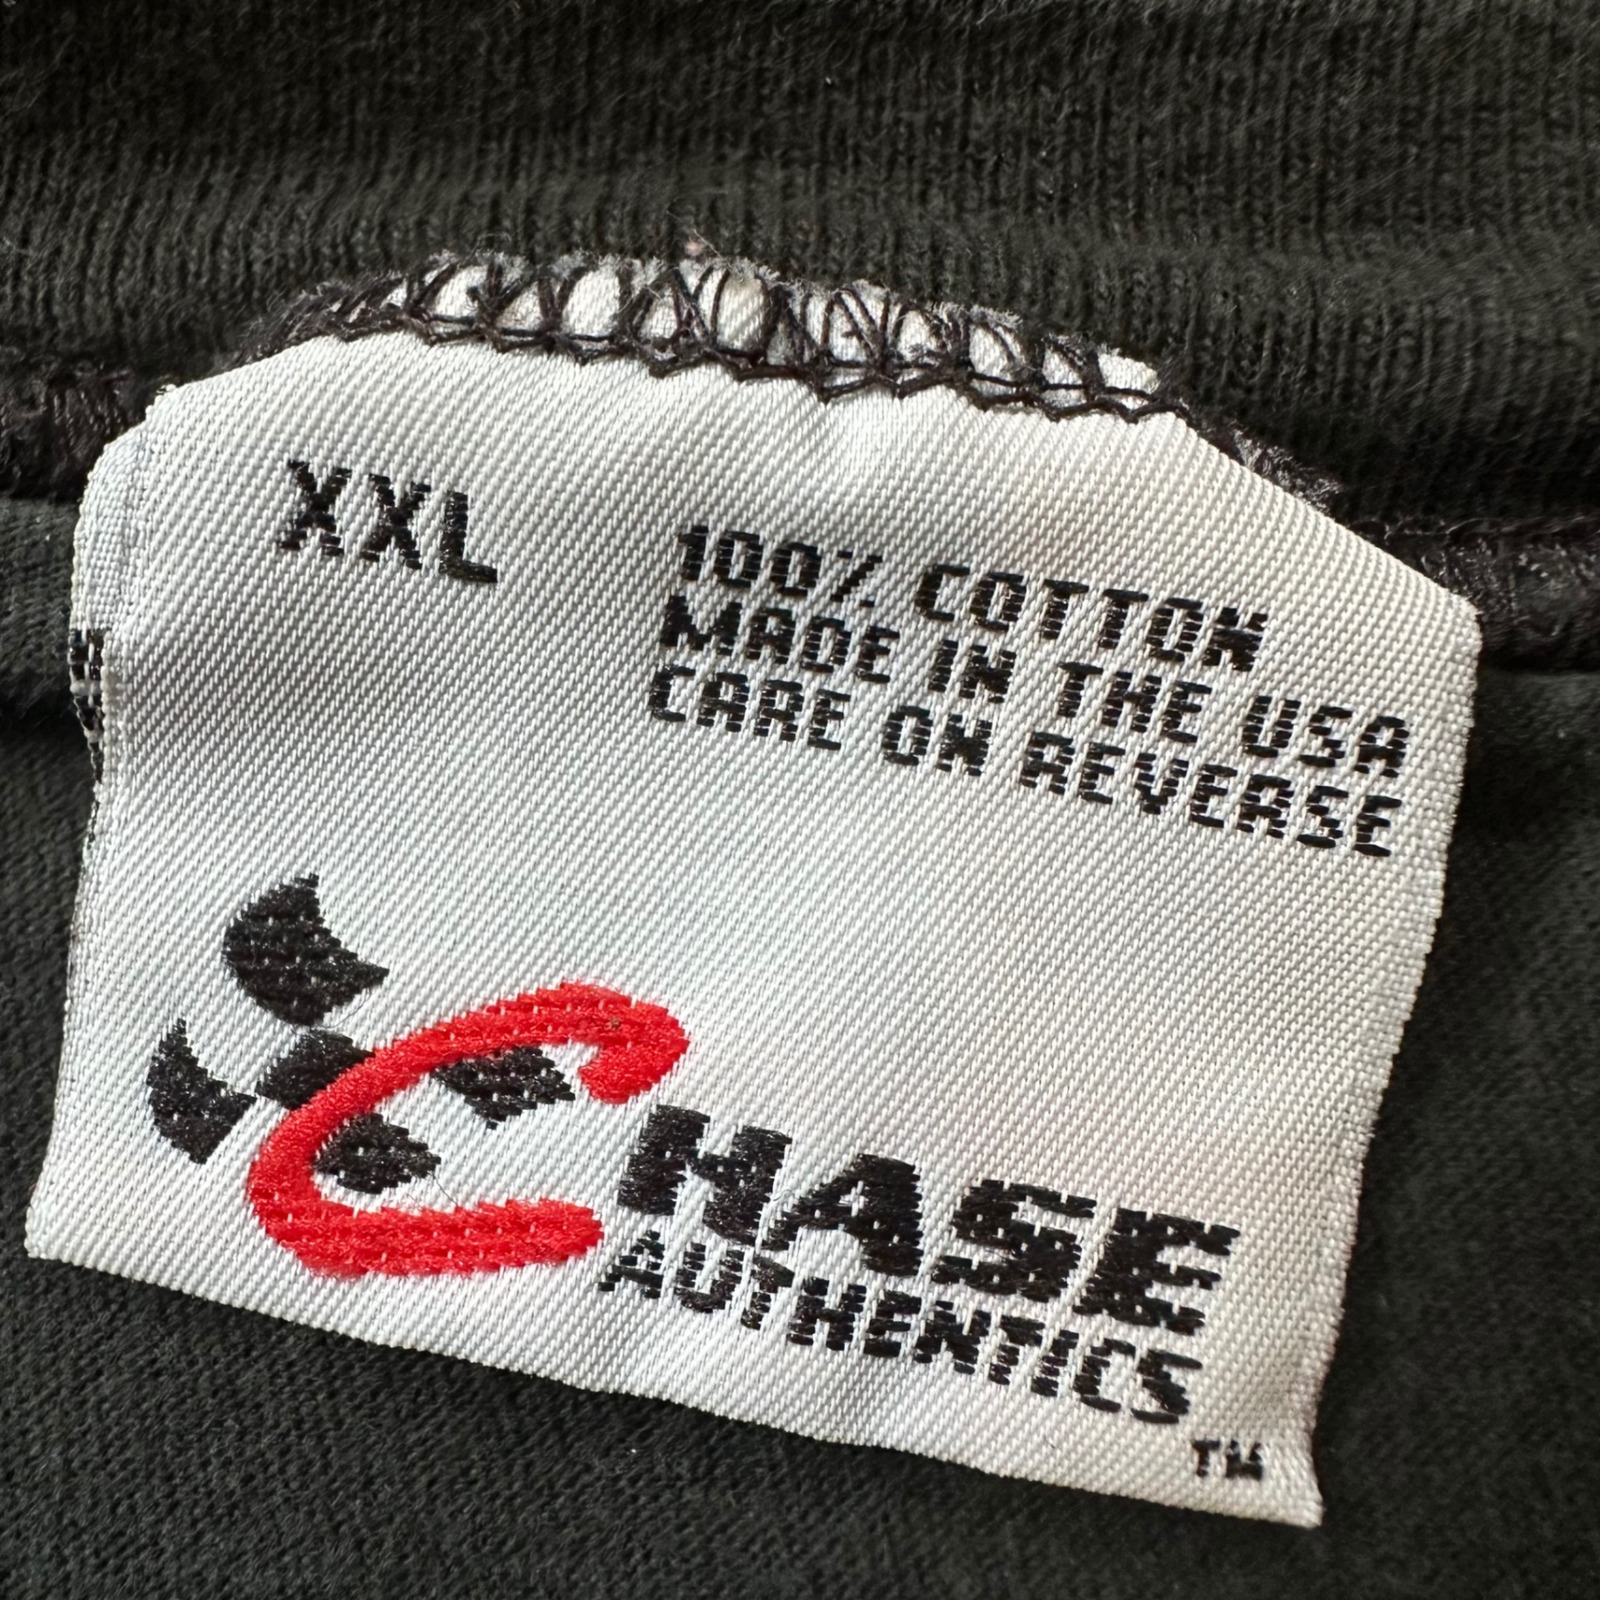 XXL
100% COTTON
MADE IN THE USA
CARE ON REVERSE
CHASE
AUTHENTICS
TM